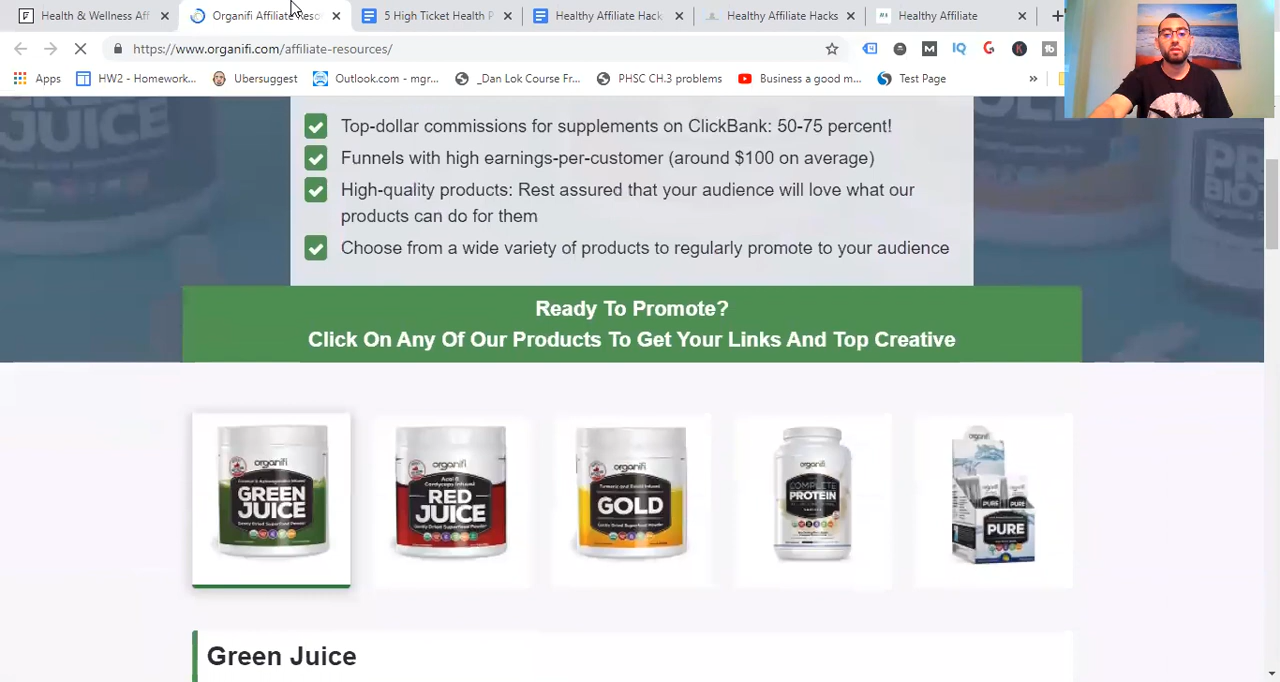 Health & Wellness Aff
Organifi Affiliate Reso
5 High Ticket Health P
Healthy Affiliate Hack
Healthy Affiliate Hacks
Healthy Affiliate
https://www.organifi.com/affiliate-resources/
Apps
HW2 - Homework...
Ubersuggest
Outlook.com - mgr...
_Dan Lok Course Fr...
PHSC CH.3 problems
Business a good m...
Test Page
Top-dollar commissions for supplements on ClickBank: 50-75 percent!
Funnels with high earnings-per-customer (around $100 on average)
High-quality products: Rest assured that your audience will love what our
products can do for them
Choose from a wide variety of products to regularly promote to your audience
Ready To Promote?
Click On Any Of Our Products To Get Your Links And Top Creative
organifi
GREEN
JUICE
organifi
RED
JUICE
organifi
GOLD
organifi
COMPLETE
PROTEIN
organifi
PURE
PURE
PURE
Green Juice